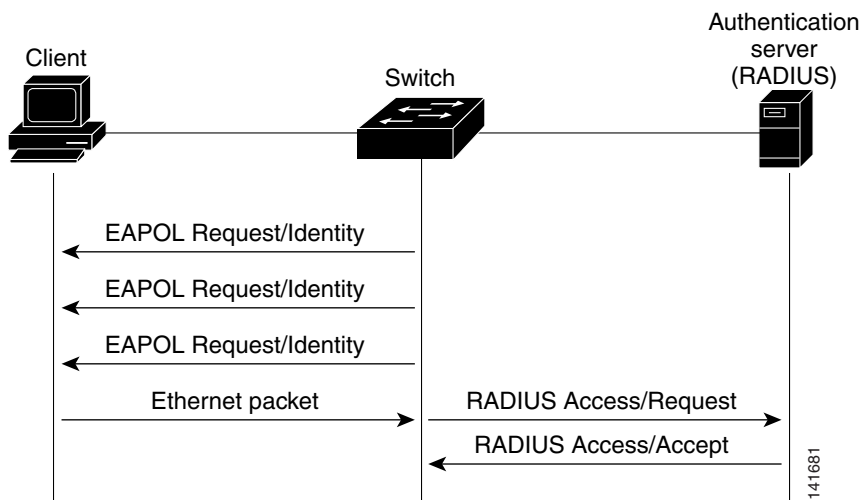 Client
Switch
Authentication
server
(RADIUS)
EAPOL Request/Identity
EAPOL Request/Identity
EAPOL Request/Identity
Ethernet packet
RADIUS Access/Request
RADIUS Access/Accept
141681